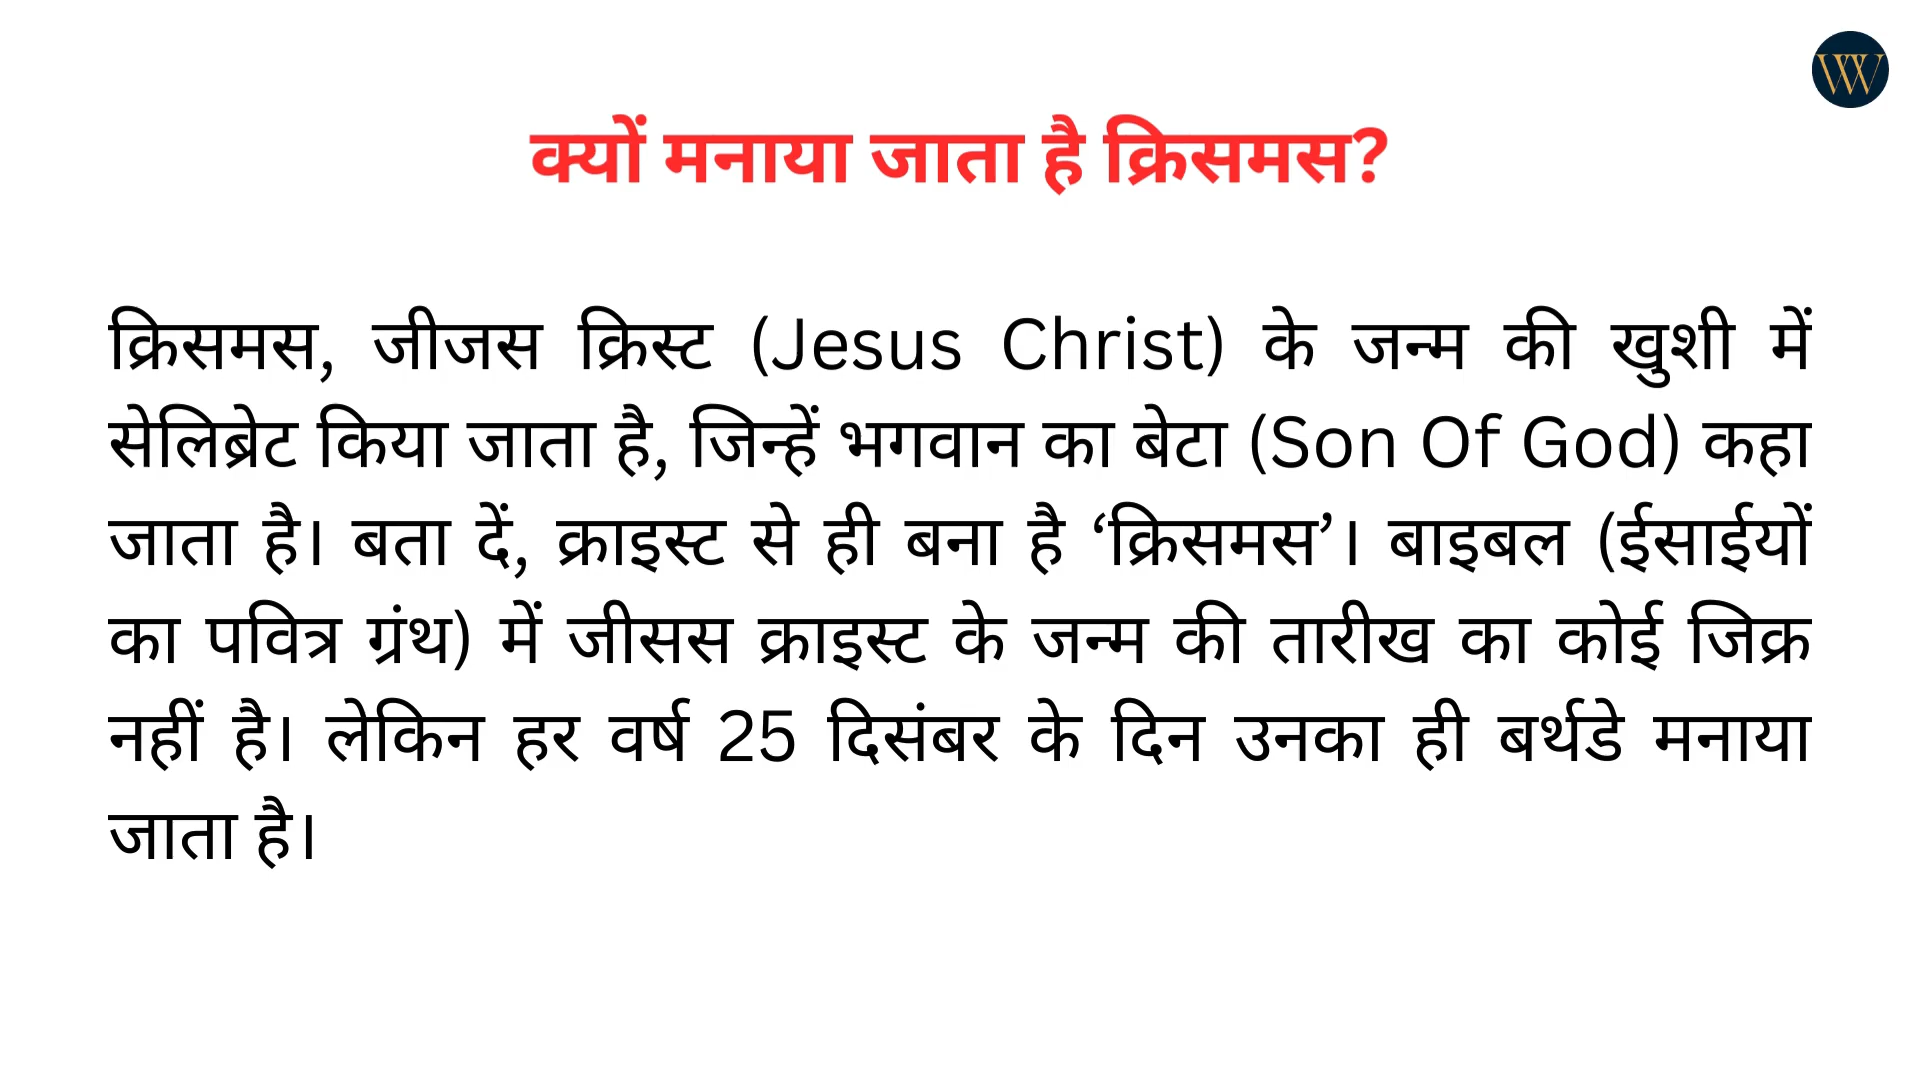 W
क्यों मनाया जाता है क्रिसमस?
क्रिसमस, जीजस क्रिस्ट (Jesus Christ) के जन्म की खुशी में
सेलिब्रेट किया जाता है, जिन्हें भगवान का बेटा (Son Of God) कहा
जाता है। बता दें, क्राइस्ट से ही बना है ‘क्रिसमस’। बाइबल (ईसाईयों
का पवित्र ग्रंथ) में जीसस क्राइस्ट के जन्म की तारीख का कोई जिक्र
नहीं है। लेकिन हर वर्ष 25 दिसंबर के दिन उनका ही बर्थडे मनाया
जाता है।